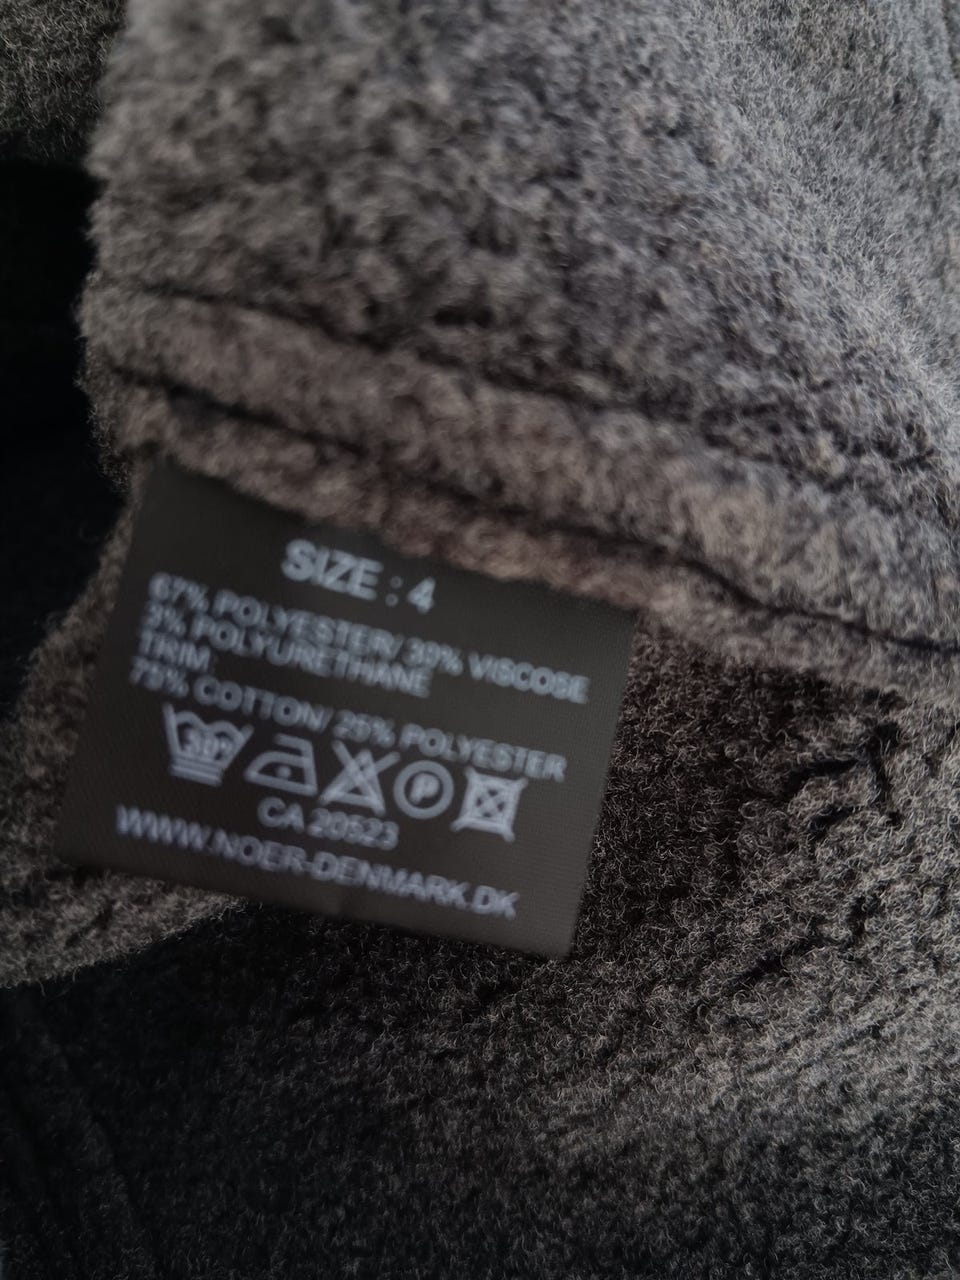 SIZE : 4
67% POLYESTER/ 30% VISCOSE
3% POLYURETHANE
TRIM
75% COTTON/ 25% POLYESTER
30° P
CA 20523
WWW.NOER-DENMARK.DK